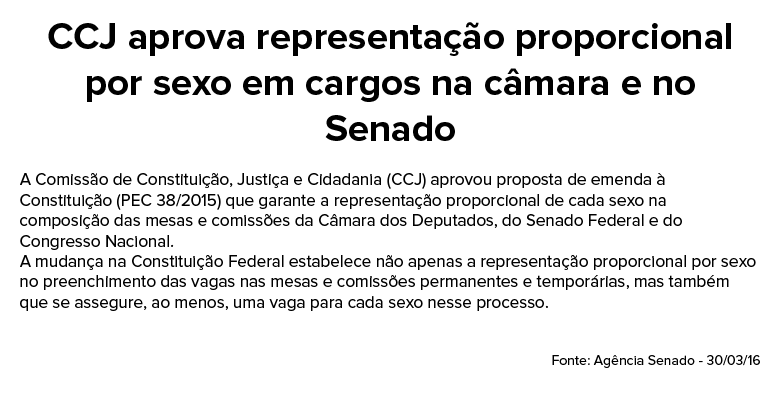 CCJ aprova representação proporcional
por sexo em cargos na câmara e no
Senado
A Comissão de Constituição, Justiça e Cidadania (CCJ) aprovou proposta de emenda à
Constituição (PEC 38/2015) que garante a representação proporcional de cada sexo na
composição das mesas e comissões da Câmara dos Deputados, do Senado Federal e do
Congresso Nacional.
A mudança na Constituição Federal estabelece não apenas a representação proporcional por sexo
no preenchimento das vagas nas mesas e comissões permanentes e temporárias, mas também
que se assegure, ao menos, uma vaga para cada sexo nesse processo.
Fonte: Agência Senado - 30/03/16